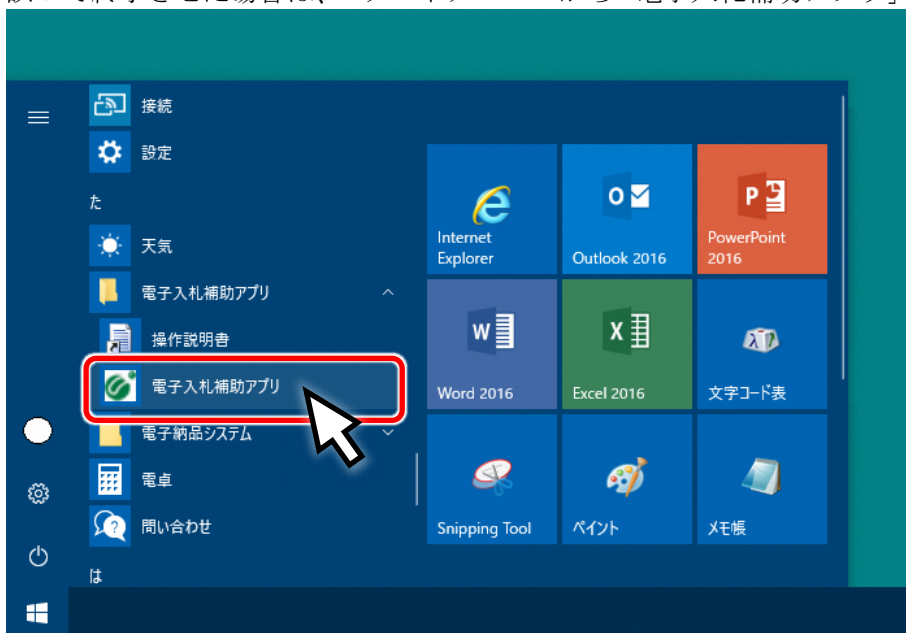 接続
設定
た
天気
電子入札補助アプリ
操作説明書
電子入札補助アプリ
電子納品システム
電卓
問い合わせ
は
Internet
Explorer
Outlook 2016
PowerPoint
2016
Word 2016
Excel 2016
文字コード表
Snipping Tool
ペイント
メモ帳